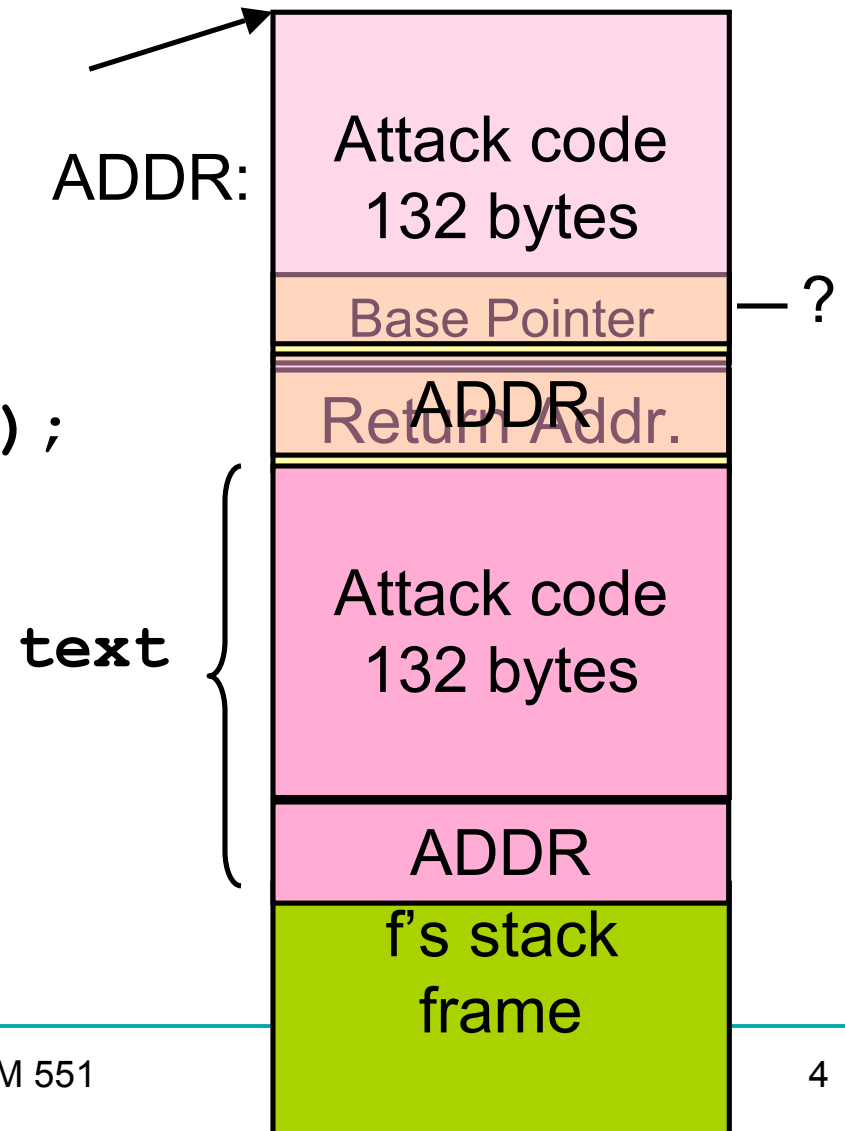 Attack code
132 bytes
ADDR:
Base Pointer
?
ADDR
Return Addr.
);
Attack code
132 bytes
text
ADDR
f’s stack
frame
M 551
4